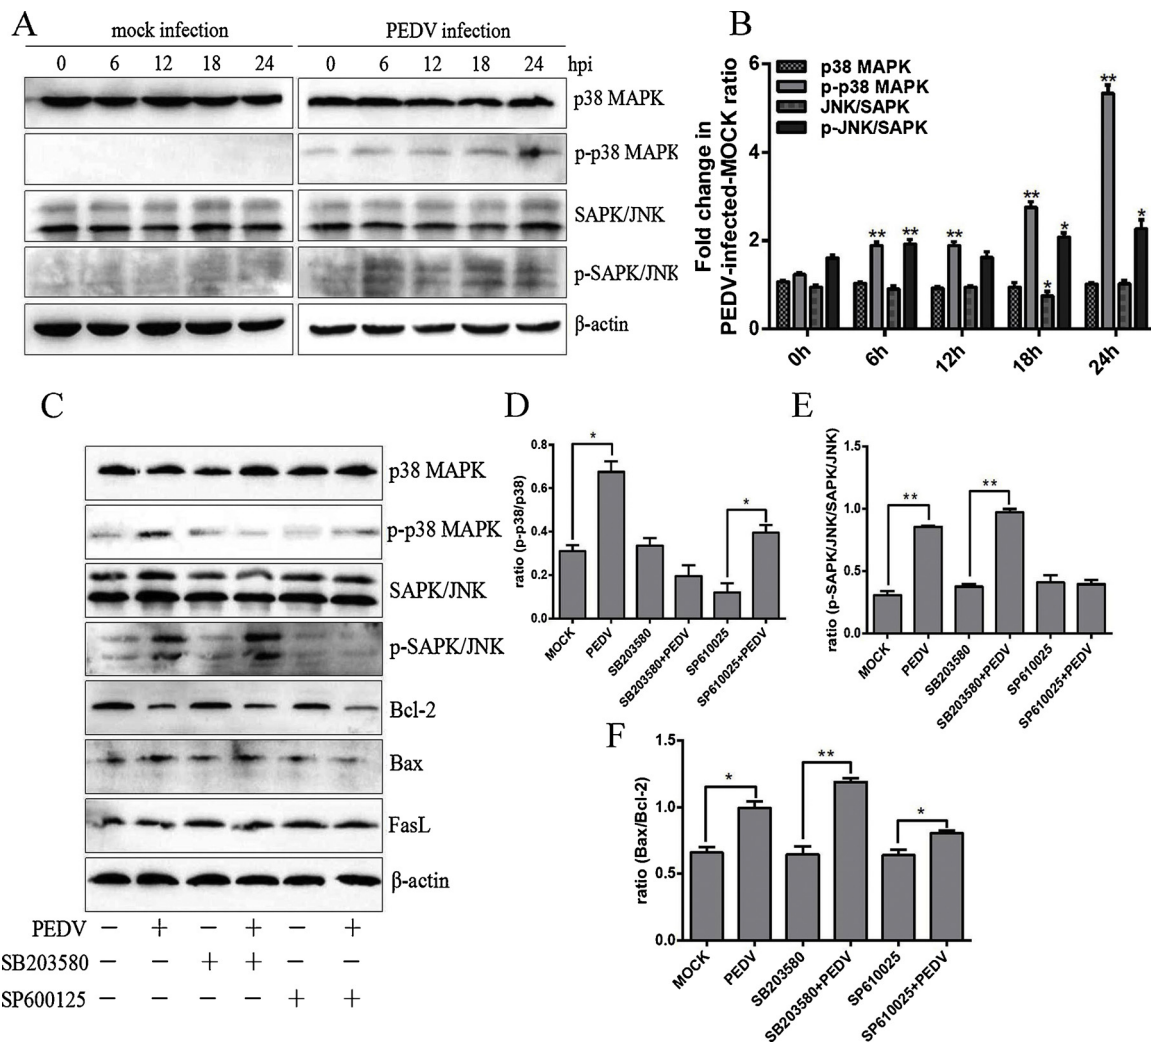 A
mock infection
PEDV infection
0 6 12 18 24 0 6 12 18 24 hpi
p38 MAPK
p-p38 MAPK
SAPK/JNK
p-SAPK/JNK
β-actin
B
Fold change in
PEDV-infected-MOCK ratio
6
4
2
0
p38 MAPK
p-p38 MAPK
JNK/SAPK
p-JNK/SAPK
** ** ** ** * * ** *
0h 6h 12h 18h 24h
C
p38 MAPK
p-p38 MAPK
SAPK/JNK
p-SAPK/JNK
Bcl-2
Bax
FasL
β-actin
PEDV − + − + − +
SB203580 − − + + − −
SP600125 − − − − + +
D
ratio (p-p38/p38)
0.8
0.6
0.4
0.2
0.0
* *
MOCK PEDV SB203580 SB203580+PEDV SP610025 SP610025+PEDV
E
ratio (p-SAPK/JNK/SAPK/JNK)
1.5
1.0
0.5
0.0
** **
MOCK PEDV SB203580 SB203580+PEDV SP610025 SP610025+PEDV
F
ratio (Bax/Bcl-2)
1.5
1.0
0.5
0.0
* ** *
MOCK PEDV SB203580 SB203580+PEDV SP610025 SP610025+PEDV